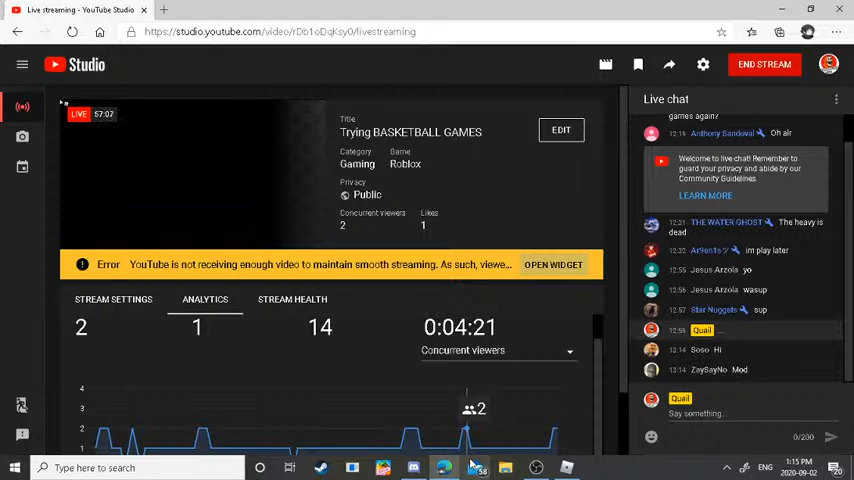 Live streaming - YouTube Studio
https://studio.youtube.com/video/rDb1oDqKsy0/livestreaming
Studio
END STREAM
LIVE 57:07
Title
Trying BASKETBALL GAMES
EDIT
Category Game
Gaming Roblox
Privacy
Public
Concurrent viewers Likes
2 1
Error YouTube is not receiving enough video to maintain smooth streaming. As such, viewe...
OPEN WIDGET
STREAM SETTINGS ANALYTICS STREAM HEALTH
2 1 14 0:04:21
Concurrent viewers
4
3
2
1
2
Live chat
games again?
12:19 Anthony Sandoval Oh alr
Welcome to live chat! Remember to
guard your privacy and abide by our
Community Guidelines.
LEARN MORE
12:31 THE WATER GHOST The heavy is
dead
12:32 Ar9en1s im play later
12:55 Jesus Arzola yo
12:56 Jesus Arzola wasup
12:57 Star Nuggets sup
12:59 Quail ...
13:14 Soso Hi
13:14 ZaySayNo Mod
Quail
Say something...
0/200
Type here to search
58
ENG
1:15 PM
2020-09-02
20